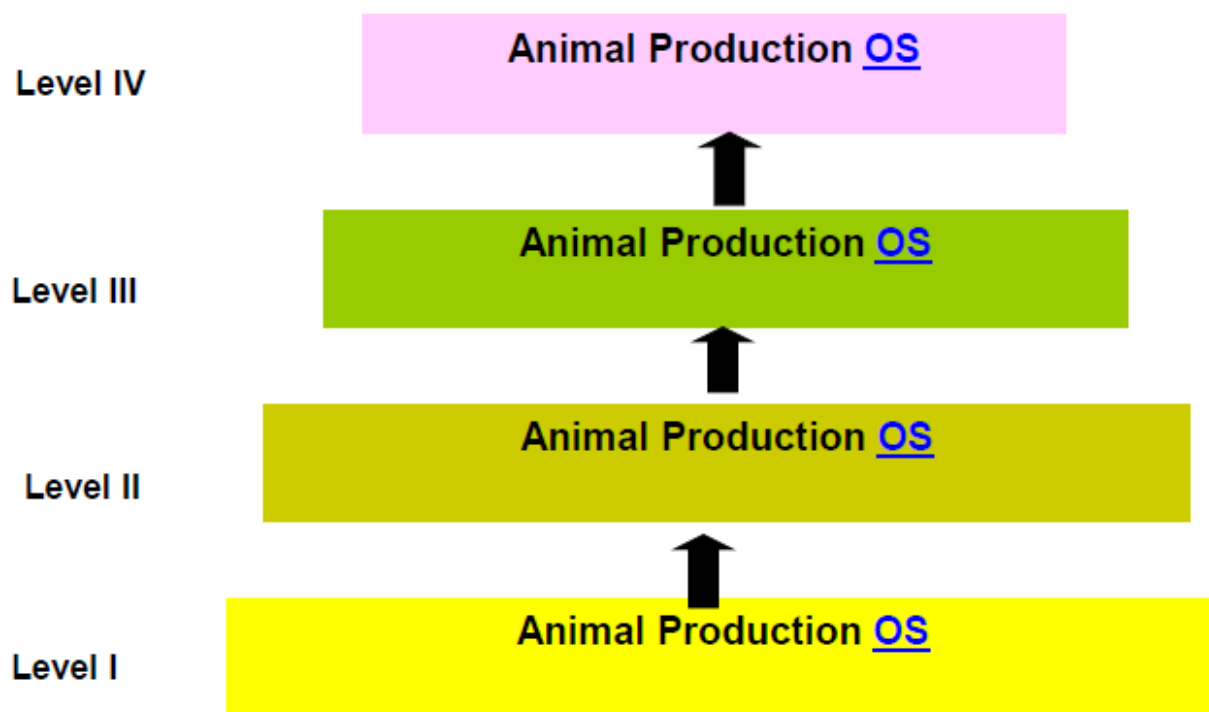 Animal Production OS
Level IV
Animal Production OS
Level III
Animal Production OS
Level II
Animal Production OS
Level I